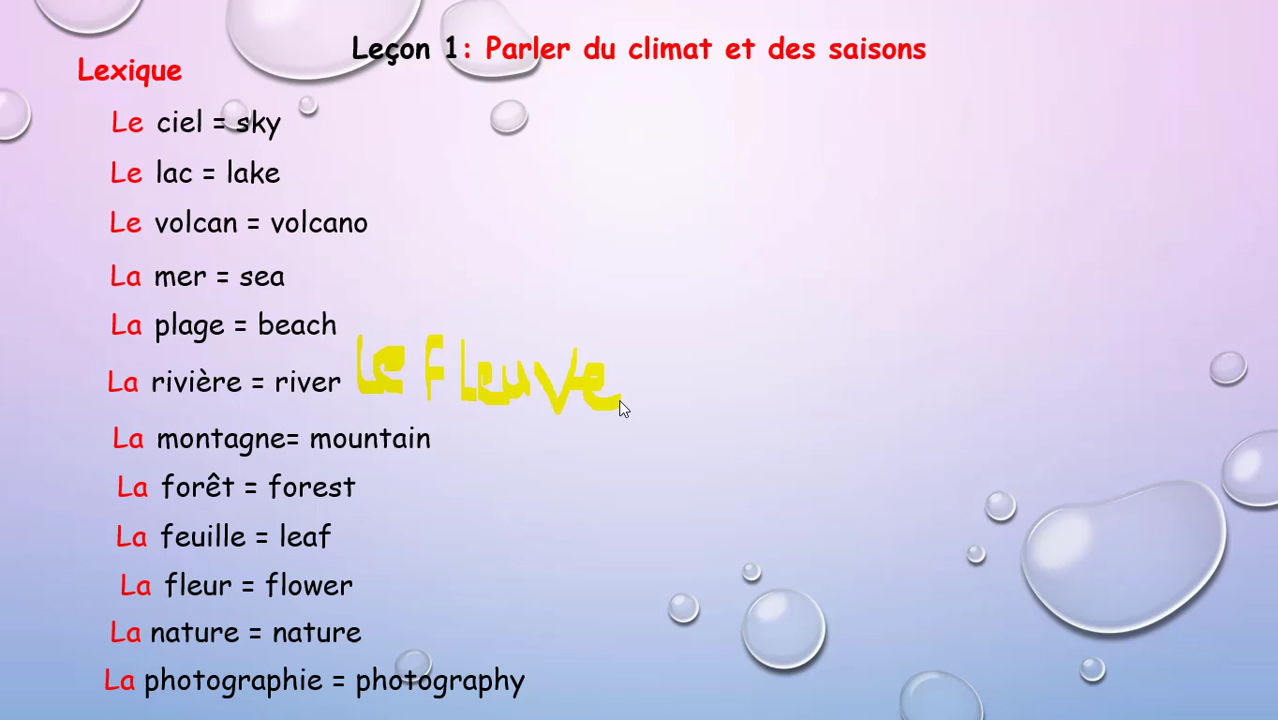 Leçon 1: Parler du climat et des saisons
Lexique
Le ciel = sky
Le lac = lake
Le volcan = volcano
La mer = sea
La plage = beach
La rivière = river Le Fleuve
La montagne= mountain
La forêt = forest
La feuille = leaf
La fleur = flower
La nature = nature
La photographie = photography